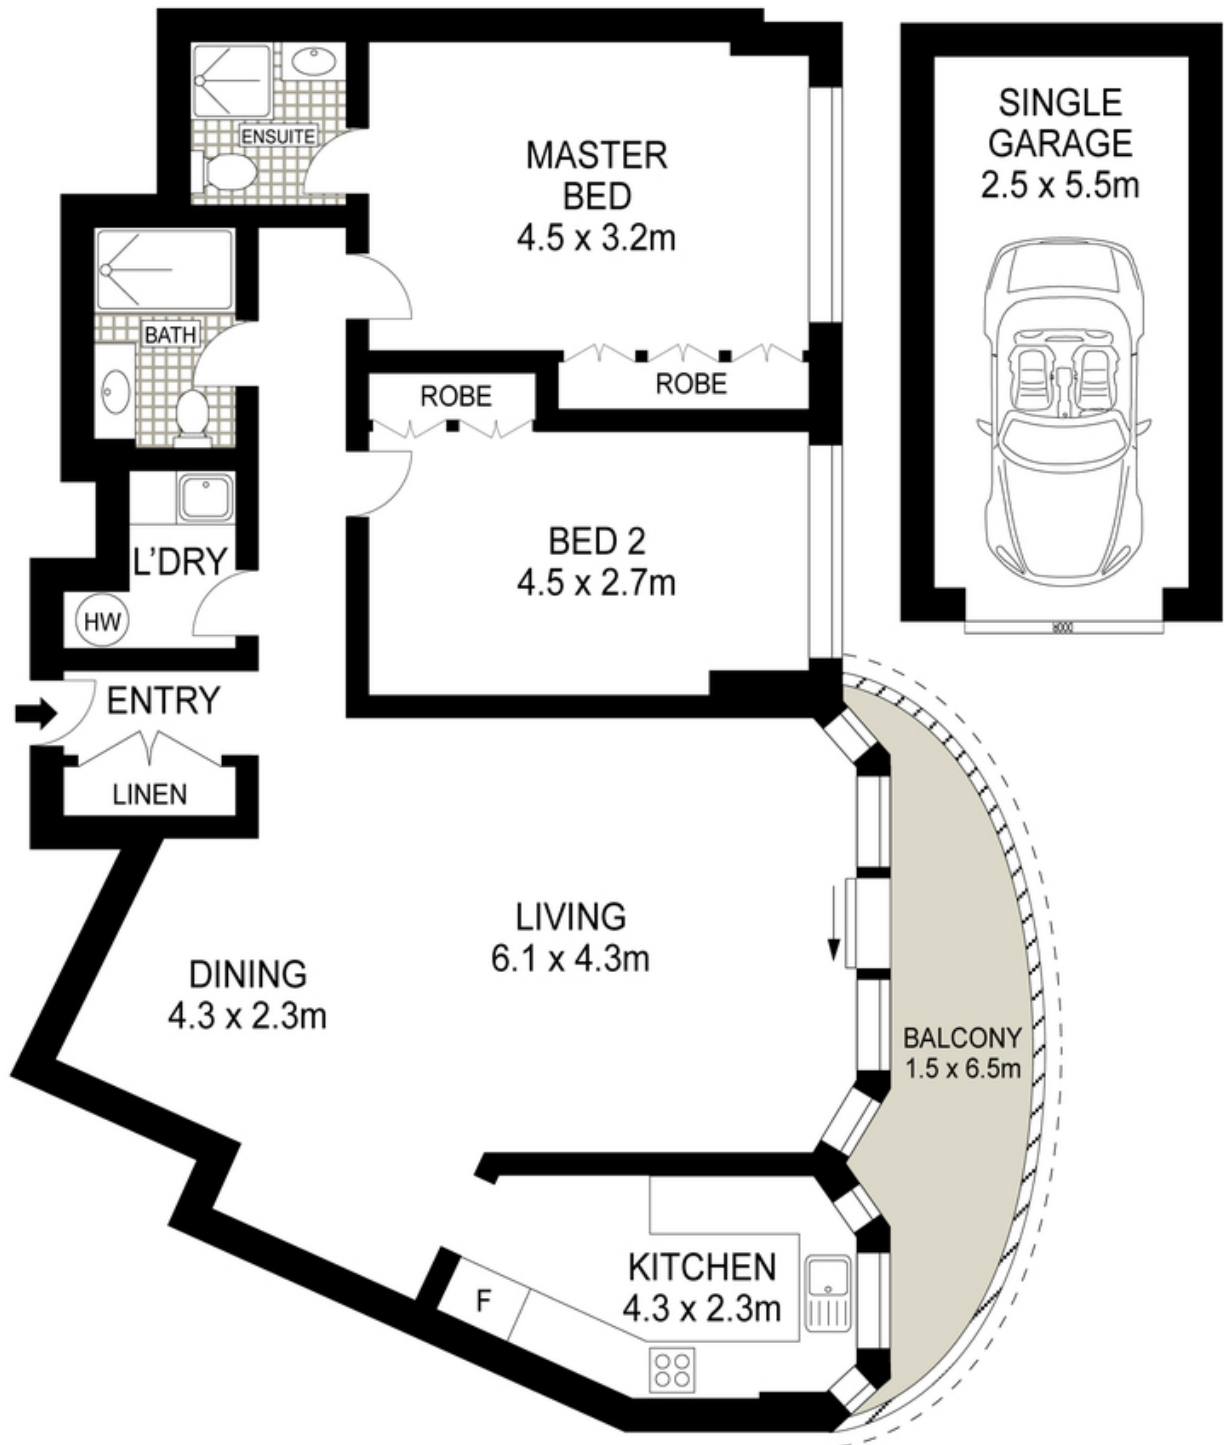 ENSUITE
MASTER
BED
4.5 x 3.2m
SINGLE
GARAGE
2.5 x 5.5m
BATH
ROBE
ROBE
L'DRY
HW
BED 2
4.5 x 2.7m
ENTRY
LINEN
LIVING
6.1 x 4.3m
DINING
4.3 x 2.3m
BALCONY
1.5 x 6.5m
KITCHEN
4.3 x 2.3m
F